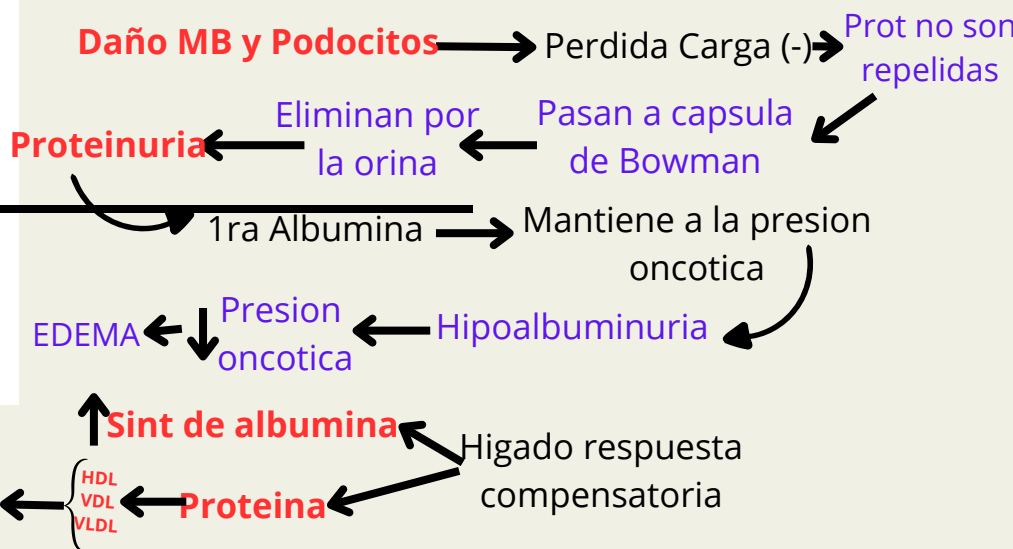 Daño MB y Podocitos
Perdida Carga (-)
Prot no son
repelidas
Pasan a capsula
de Bowman
Eliminan por
la orina
Proteinuria
1ra Albumina
Mantiene a la presion
oncotica
Hipoalbuminuria
Presion
oncotica
EDEMA
Higado respuesta
compensatoria
Sint de albumina
Proteina
HDL
VDL
VLDL